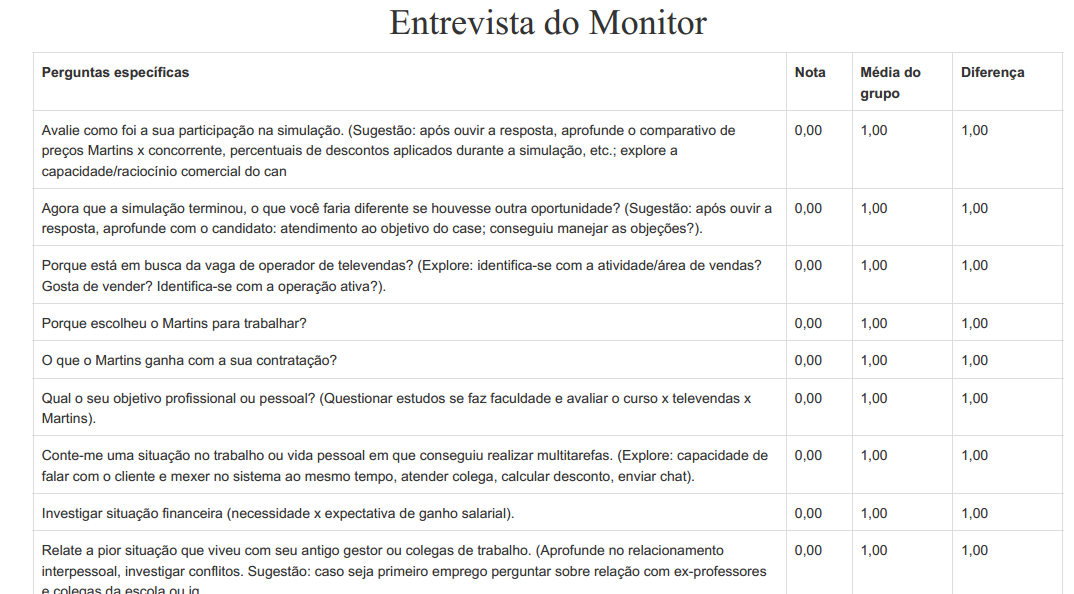 Entrevista do Monitor
Perguntas específicas Nota Média do grupo Diferença
Avalie como foi a sua participação na simulação. (Sugestão: após ouvir a resposta, aprofunde o comparativo de 0,00 1,00 1,00
preços Martins x concorrente, percentuais de descontos aplicados durante a simulação, etc.; explore a
capacidade/raciocínio comercial do can
Agora que a simulação terminou, o que você faria diferente se houvesse outra oportunidade? (Sugestão: após ouvir a 0,00 1,00 1,00
resposta, aprofunde com o candidato: atendimento ao objetivo do case; conseguiu manejar as objeções?).
Porque está em busca da vaga de operador de televendas? (Explore: identifica-se com a atividade/área de vendas? 0,00 1,00 1,00
Gosta de vender? Identifica-se com a operação ativa?).
Porque escolheu o Martins para trabalhar? 0,00 1,00 1,00
O que o Martins ganha com a sua contratação? 0,00 1,00 1,00
Qual o seu objetivo profissional ou pessoal? (Questionar estudos se faz faculdade e avaliar o curso x televendas x 0,00 1,00 1,00
Martins).
Conte-me uma situação no trabalho ou vida pessoal em que conseguiu realizar multitarefas. (Explore: capacidade de 0,00 1,00 1,00
falar com o cliente e mexer no sistema ao mesmo tempo, atender colega, calcular desconto, enviar chat).
Investigar situação financeira (necessidade x expectativa de ganho salarial). 0,00 1,00 1,00
Relate a pior situação que viveu com seu antigo gestor ou colegas de trabalho. (Aprofunde no relacionamento 0,00 1,00 1,00
interpessoal, investigar conflitos. Sugestão: caso seja primeiro emprego perguntar sobre relação com ex-professores
e colegas da escola ou ig